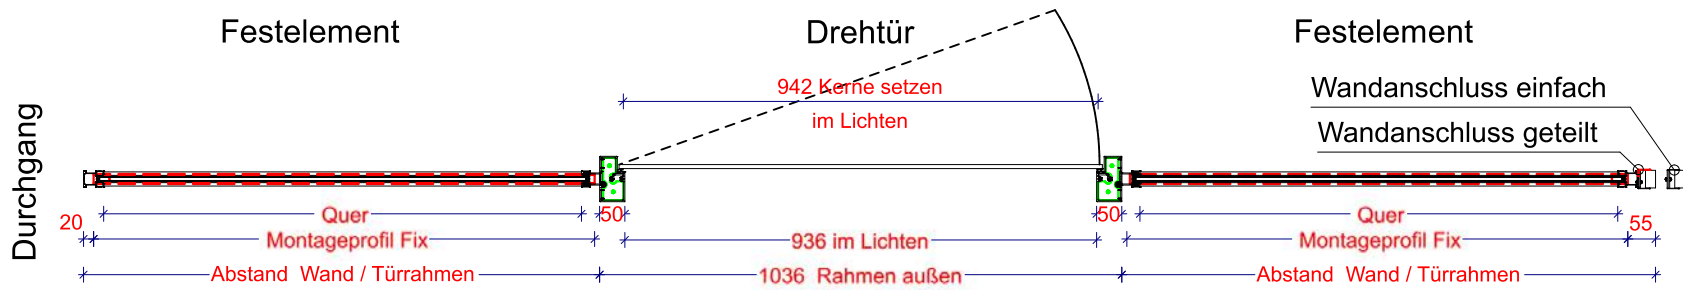 Festelement
Drehtür
Festelement
942 Kerne setzen
im Lichten
Wandanschluss einfach
Wandanschluss geteilt
Durchgang
20
Quer
50
50
Quer
55
Montageprofil Fix
936 im Lichten
Montageprofil Fix
Abstand Wand / Türrahmen
1036 Rahmen außen
Abstand Wand / Türrahmen